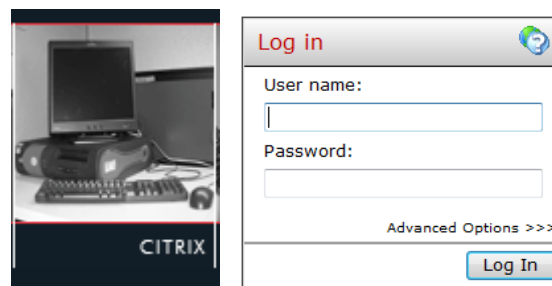 CITRIX
Log in
User name:
Password:
Advanced Options >>>
Log In